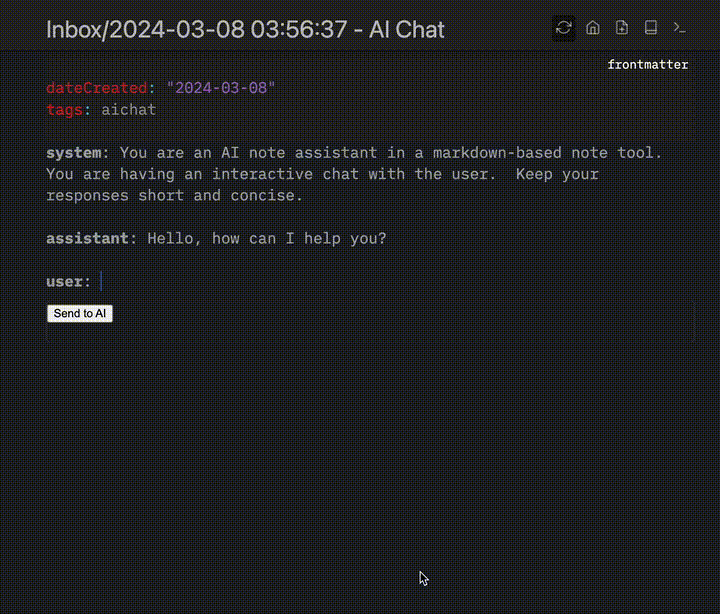 Inbox/2024-03-08 03:56:37 - AI Chat
frontmatter
dateCreated: "2024-03-08"
tags: aichat
system: You are an AI note assistant in a markdown-based note tool.
You are having an interactive chat with the user.  Keep your
responses short and concise.
assistant: Hello, how can I help you?
user:
Send to AI